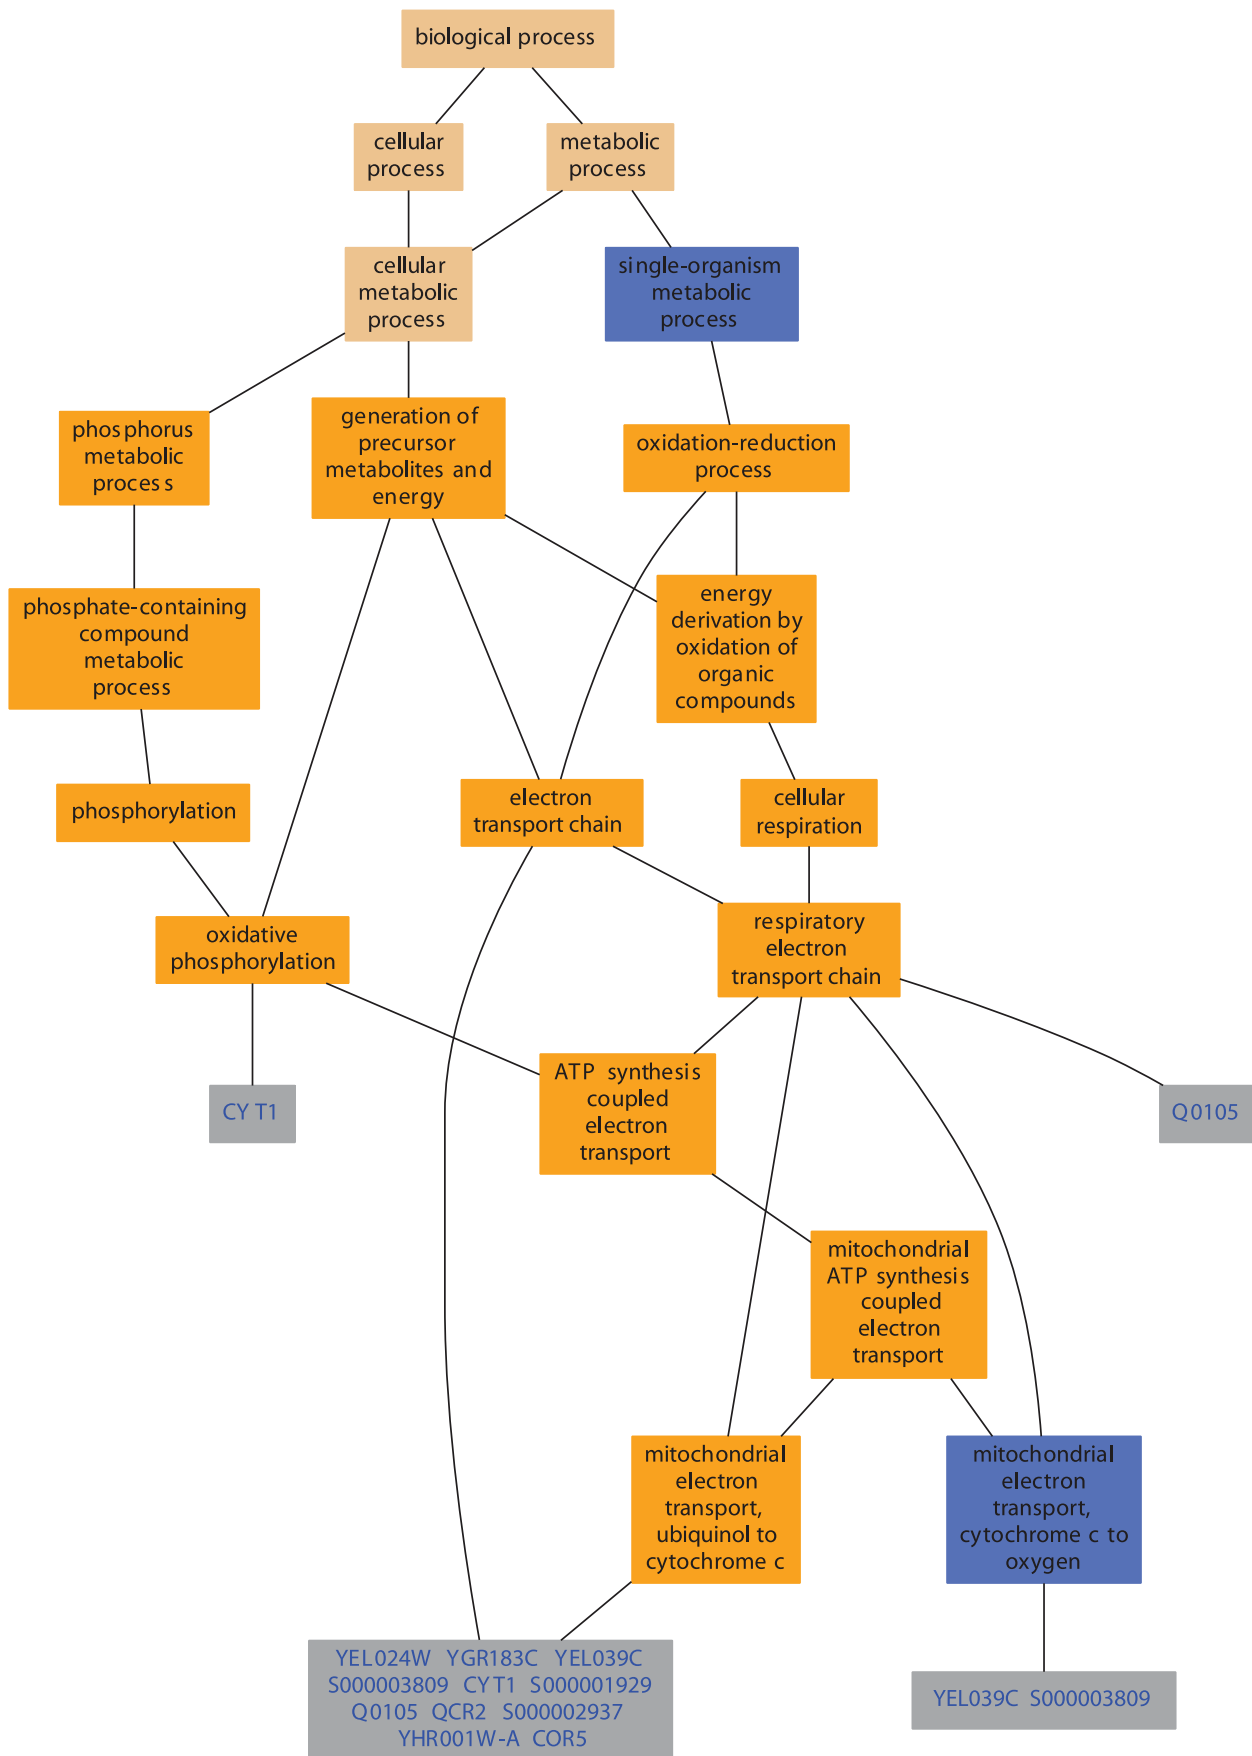 biological process
cellular
process
metabolic
process
cellular
metabolic
process
single-organism
metabolic
process
phosphorus
metabolic
process
generation of
precursor
metabolites and
energy
oxidation-reduction
process
phosphate-containing
compound
metabolic
process
energy
derivation by
oxidation of
organic
compounds
phosphorylation
electron
transport chain
cellular
respiration
oxidative
phosphorylation
respiratory
electron
transport chain
CYT1
ATP synthesis
coupled
electron
transport
Q0105
mitochondrial
ATP synthesis
coupled
electron
transport
mitochondrial
electron
transport,
ubiquinol to
cytochrome c
mitochondrial
electron
transport,
cytochrome c to
oxygen
YEL024W YGR183C YEL039C
S000003809 CYT1 S000001929
Q0105 QCR2 S000002937
YHR001W-A COR5
YEL039C S000003809